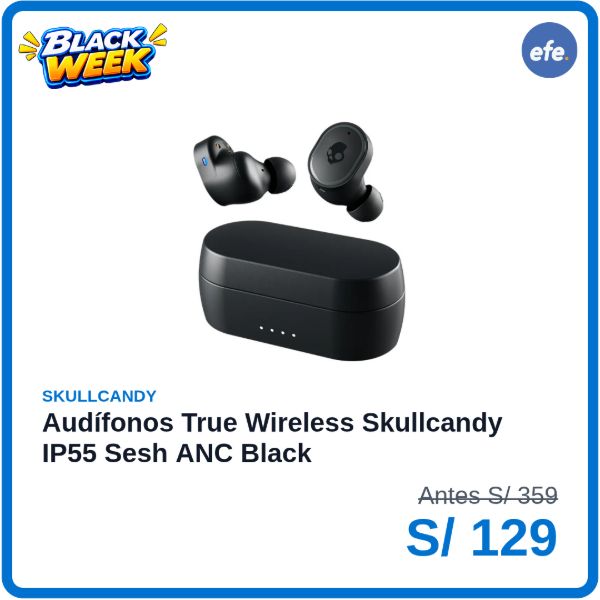 BLACK
WEEK
efe.
SKULLCANDY
Audífonos True Wireless Skullcandy
IP55 Sesh ANC Black
Antes S/ 359
S/ 129